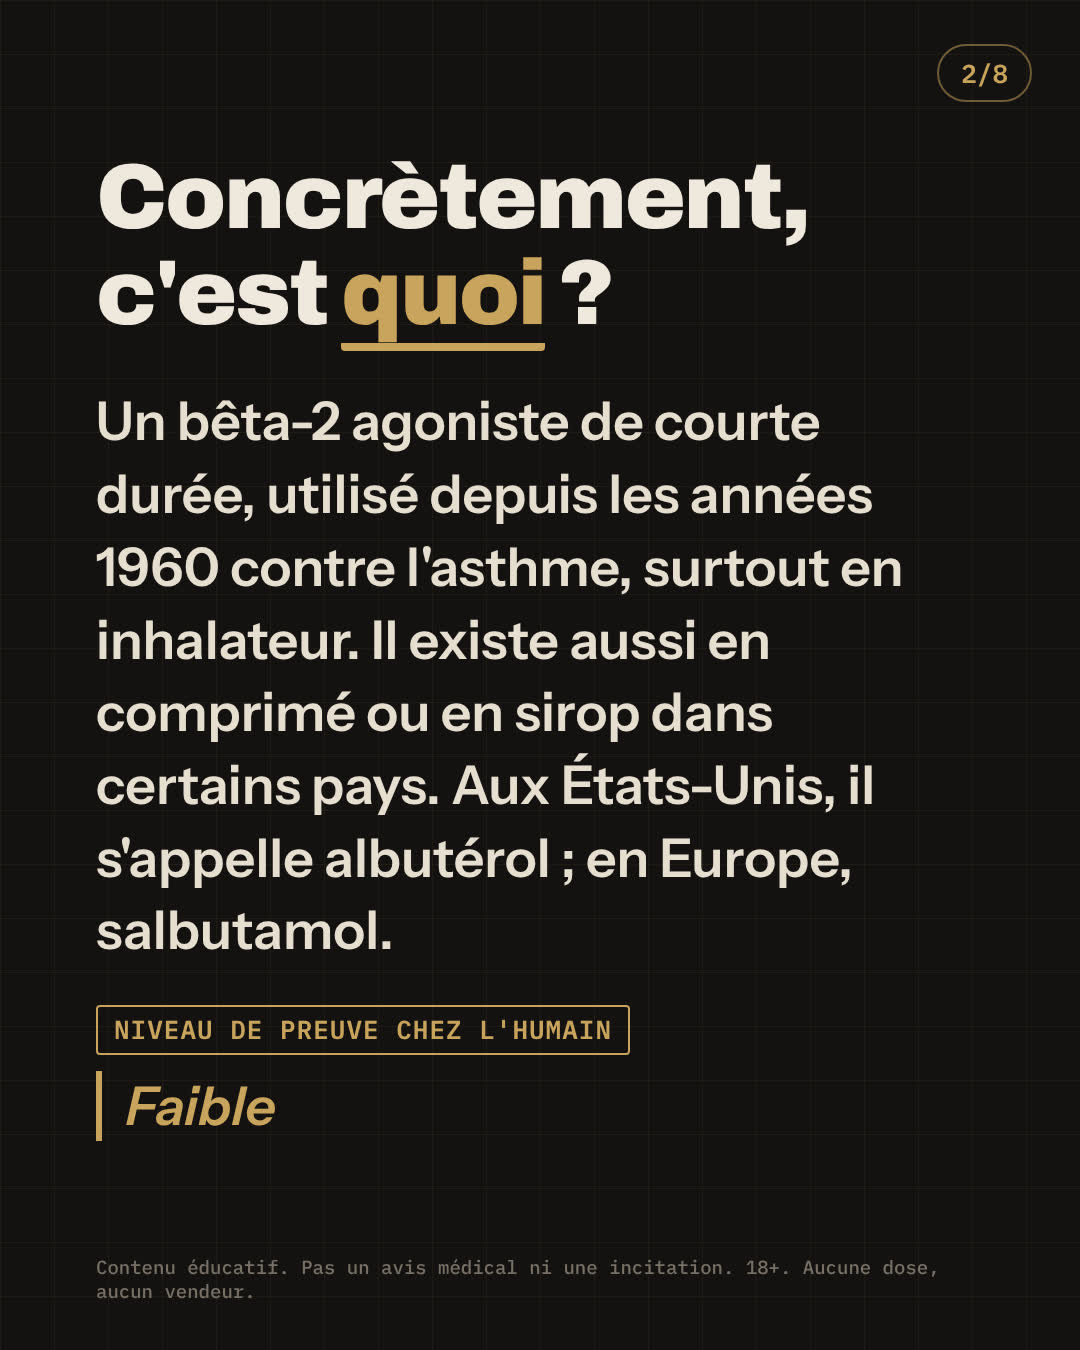 2/8
Concrètement,
c'est quoi ?
Un bêta-2 agoniste de courte
durée, utilisé depuis les années
1960 contre l'asthme, surtout en
inhalateur. Il existe aussi en
comprimé ou en sirop dans
certains pays. Aux États-Unis, il
s'appelle albutérol ; en Europe,
salbutamol.
NIVEAU DE PREUVE CHEZ L'HUMAIN
Faible
Contenu éducatif. Pas un avis médical ni une incitation. 18+. Aucune dose,
aucun vendeur.